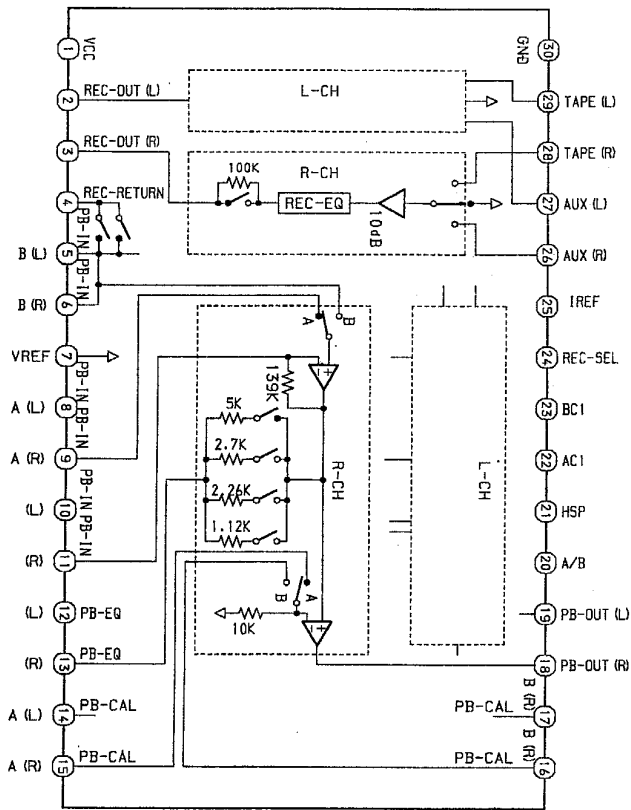 1 VCC
2 REC-OUT (L)
3 REC-OUT (R)
4 REC-RETURN
PB-IN
B (L) 5
PB-IN
B (R) 6
VREF 7
PB-IN
A (L) 8
PB-IN
A (R) 9
PB-IN
(L) 10
PB-IN
(R) 11
(L) 12 PB-EQ
(R) 13 PB-EQ
A (L) 14 PB-CAL
A (R) 15 PB-CAL
L-CH
R-CH
100K
REC-EQ
10dB
A
B
- +
139K
5K
2.7K
2.26K
1.12K
R-CH
B
A
10K
- +
L-CH
30 GND
29 TAPE (L)
28 TAPE (R)
27 AUX (L)
26 AUX (R)
25 IREF
24 REC-SEL
23 BC1
22 AC1
21 HSP
20 A/B
19 PB-OUT (L)
18 PB-OUT (R)
B (R)
PB-CAL 17
B (R)
PB-CAL 16